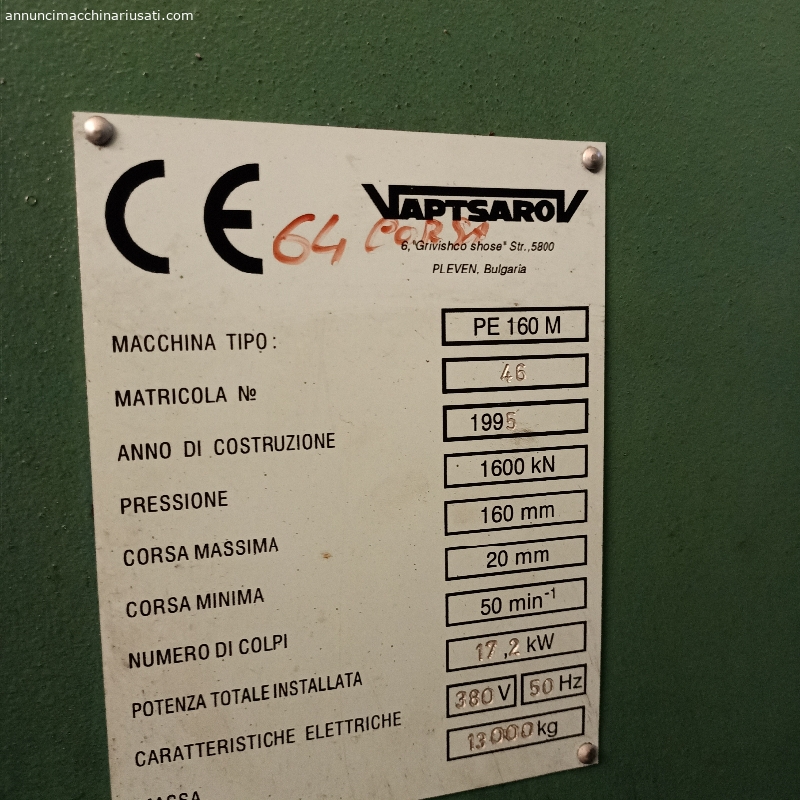 annuncimacchinariusati.com
CE
VAPTSAROV
64 CORSA
6,"Grivishco shose" Str.,5800
PLEVEN, Bulgaria
MACCHINA TIPO: PE 160 M
MATRICOLA № 46
ANNO DI COSTRUZIONE 1995
PRESSIONE 1600 kN
CORSA MASSIMA 160 mm
CORSA MINIMA 20 mm
NUMERO DI COLPI 50 min⁻¹
POTENZA TOTALE INSTALLATA 17,2 kW
CARATTERISTICHE ELETTRICHE 380 V 50 Hz
MASSA 13000 kg